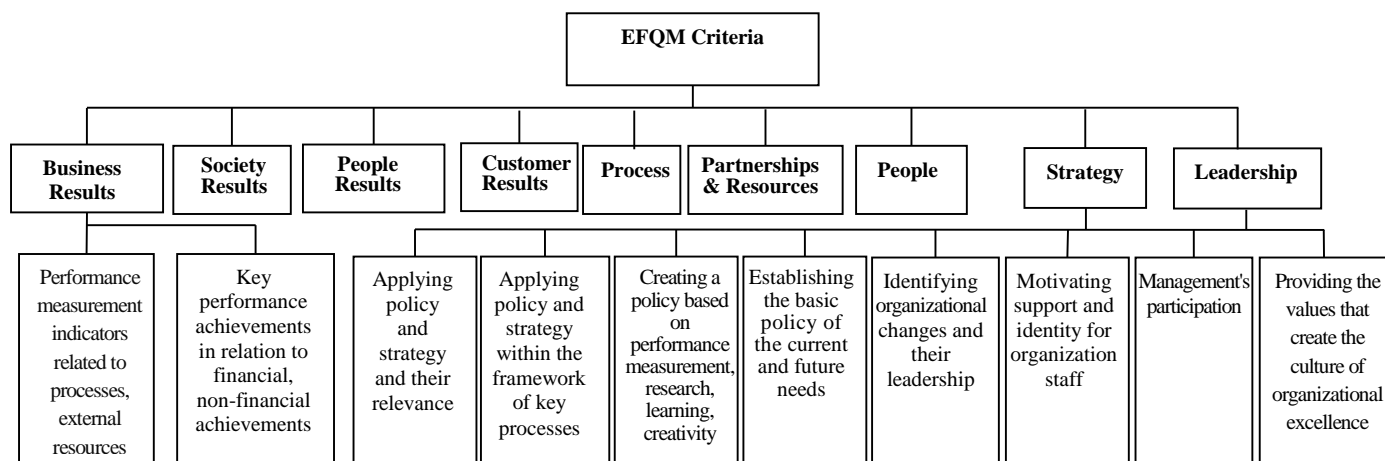 EFQM Criteria
Business
Results
Society
Results
People
Results
Customer
Results
Process
Partnerships
& Resources
People
Strategy
Leadership
Performance
measurement
indicators
related to
processes,
external
resources
Key
performance
achievements
in relation to
financial,
non-financial
achievements
Applying
policy
and
strategy
and their
relevance
Applying
policy and
strategy
within the
framework
of key
processes
Creating a
policy based
on
performance
measurement,
research,
learning,
creativity
Establishing
the basic
policy of
the current
and future
needs
Identifying
organizational
changes and
their
leadership
Motivating
support and
identity for
organization
staff
Management's
participation
Providing the
values that
create the
culture of
organizational
excellence